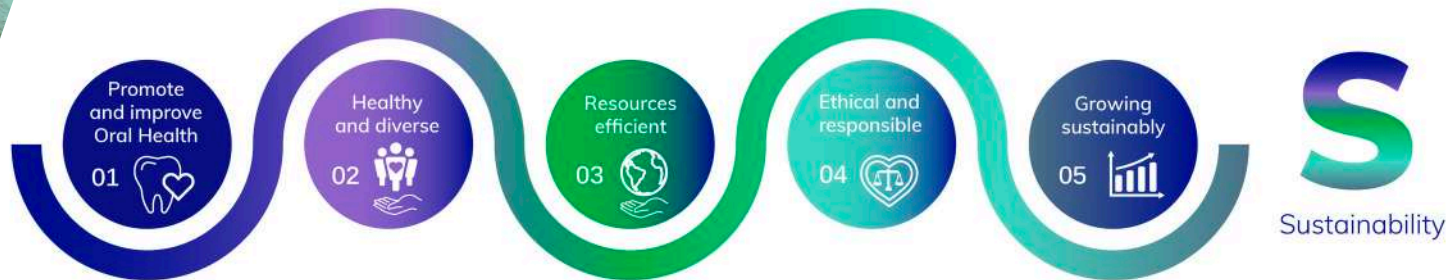 Promote
and improve
Oral Health
01
Healthy
and diverse
02
Resources
efficient
03
Ethical and
responsible
04
Growing
sustainably
05
S
Sustainability